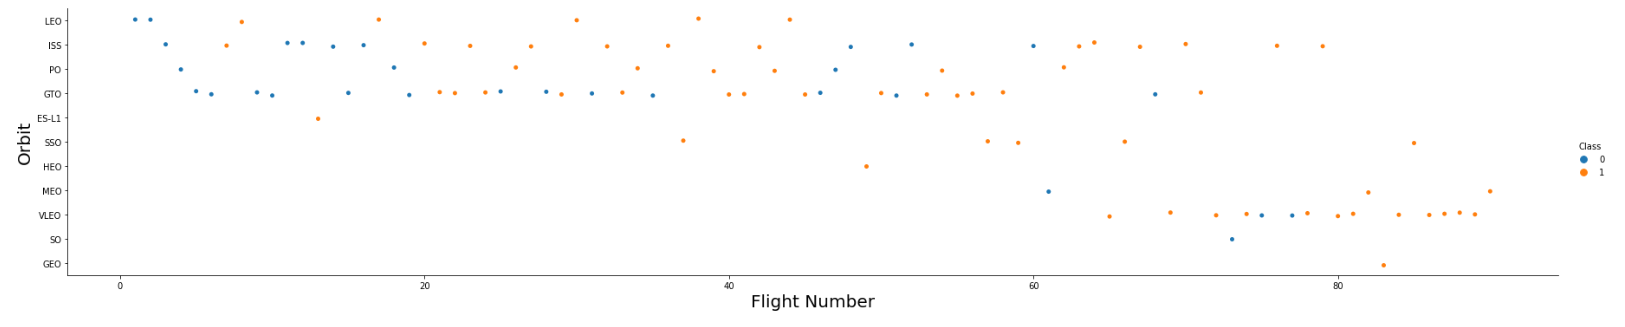 LEO
ISS
PO
GTO
ES-L1
SSO
HEO
MEO
VLEO
SO
GEO
Orbit
0 20 40 60 80
Flight Number
Class
0
1